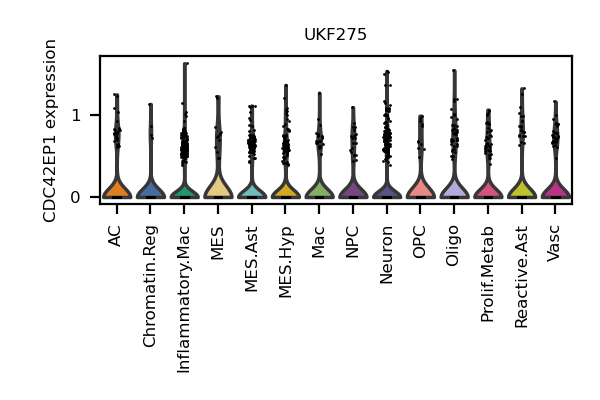 UKF275
CDC42EP1 expression
1
0
AC
Chromatin.Reg
Inflammatory.Mac
MES
MES.Ast
MES.Hyp
Mac
NPC
Neuron
OPC
Oligo
Prolif.Metab
Reactive.Ast
Vasc